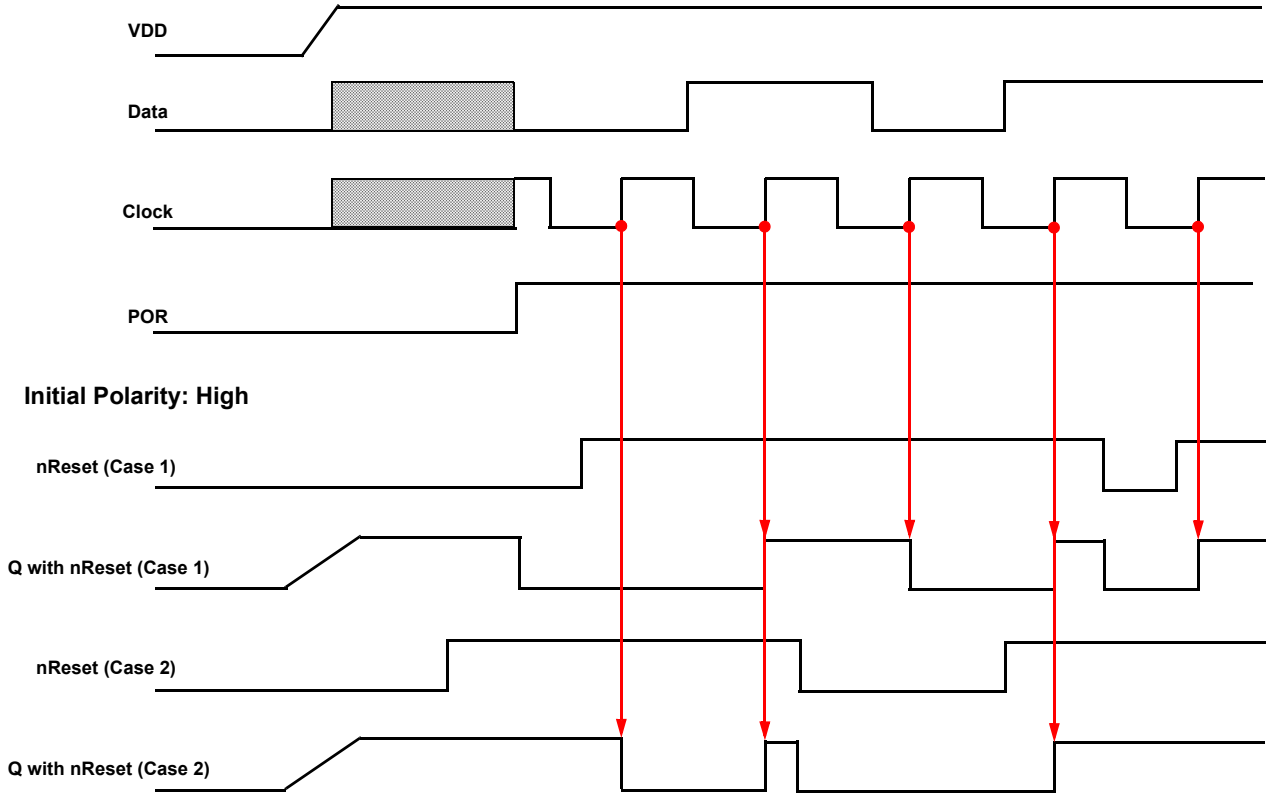 VDD
Data
Clock
POR
Initial Polarity: High
nReset (Case 1)
Q with nReset (Case 1)
nReset (Case 2)
Q with nReset (Case 2)